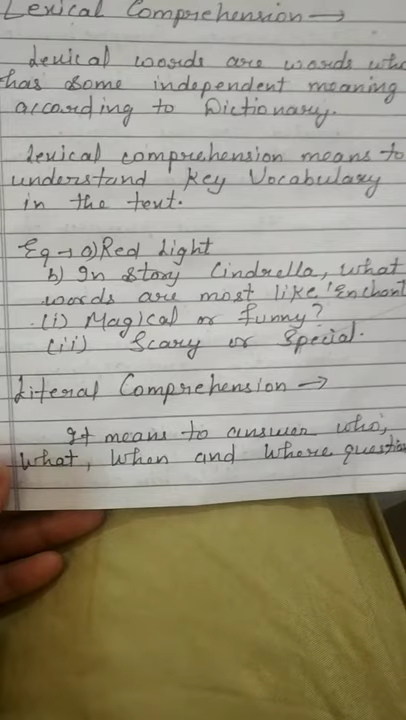 Lexical Comprehension →
Lexical words are words who
has some independent meaning
according to Dictionary.
Lexical comprehension means to
understand key Vocabulary
in the text.
Eg → a) Red Light
b) In story Cindrella, what
words are most like 'Enchant
(i) Magical or funny?
(ii) Scary or Special.
Literal Comprehension →
It means to answer who,
what, when and where question